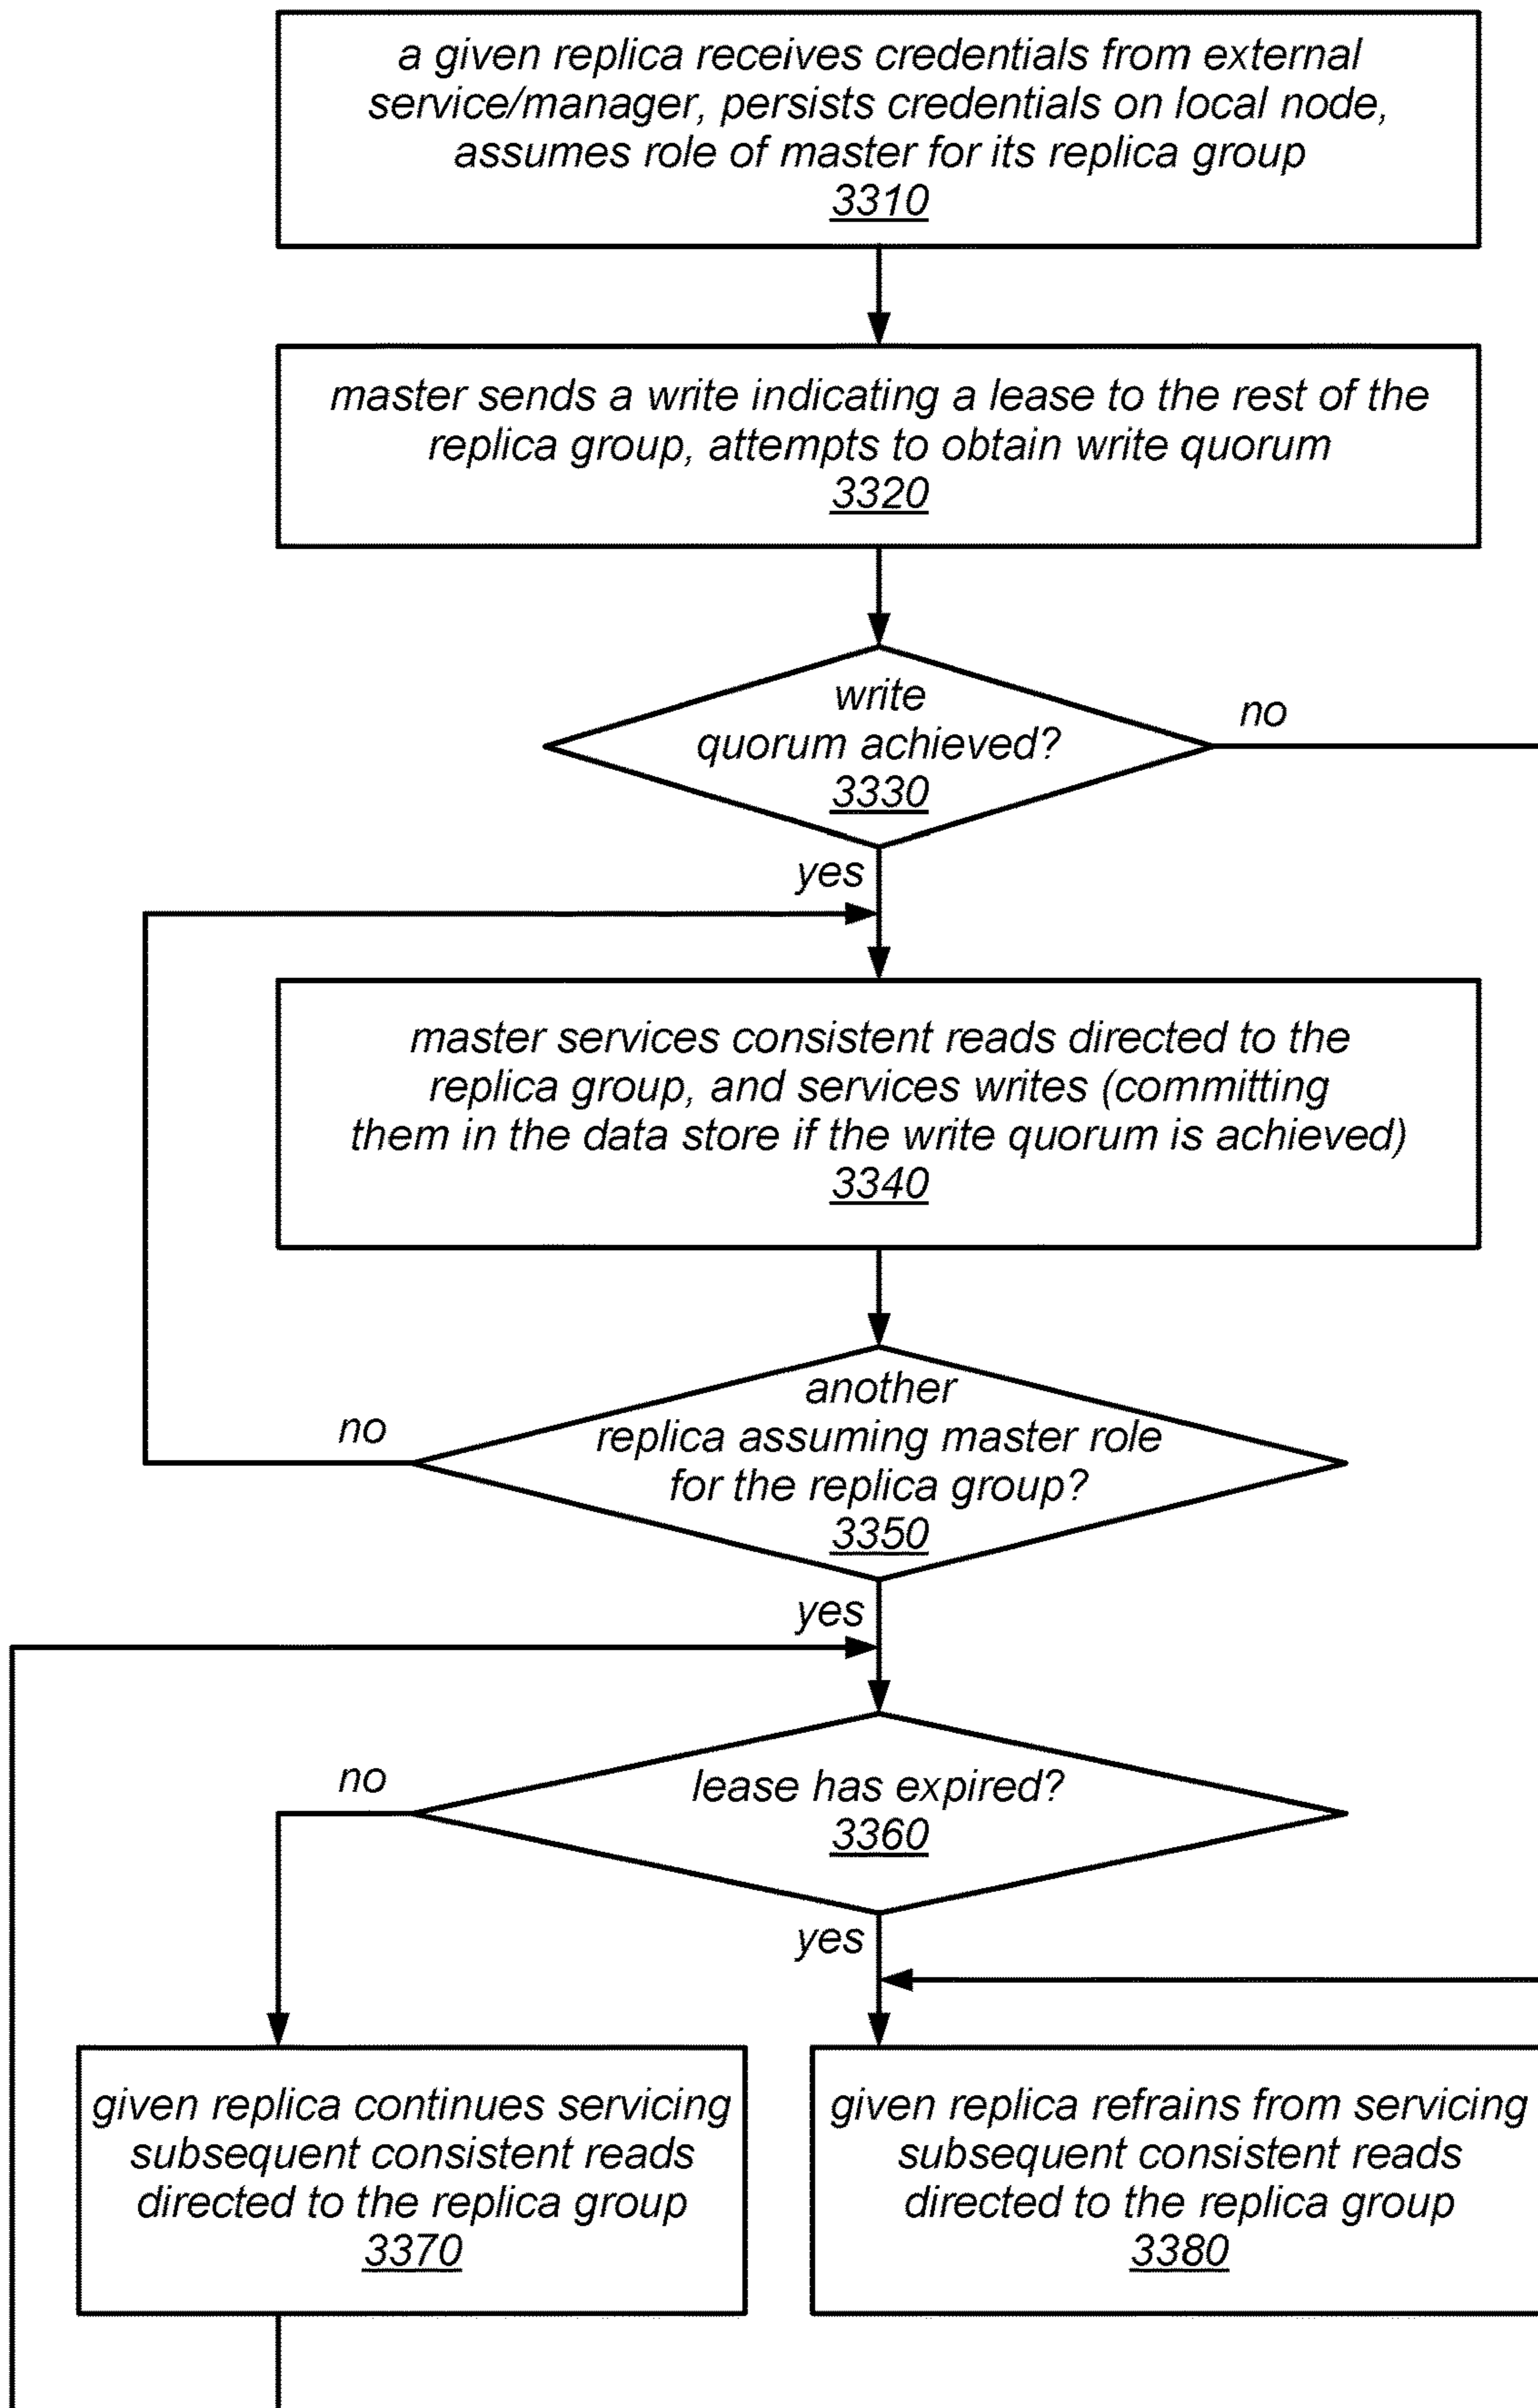 a given replica receives credentials from external
service/manager, persists credentials on local node,
assumes role of master for its replica group
3310
master sends a write indicating a lease to the rest of the
replica group, attempts to obtain write quorum
3320
write
quorum achieved?
3330
no
yes
master services consistent reads directed to the
replica group, and services writes (committing
them in the data store if the write quorum is achieved)
3340
another
replica assuming master role
for the replica group?
3350
no
yes
lease has expired?
3360
no
yes
given replica continues servicing
subsequent consistent reads
directed to the replica group
3370
given replica refrains from servicing
subsequent consistent reads
directed to the replica group
3380